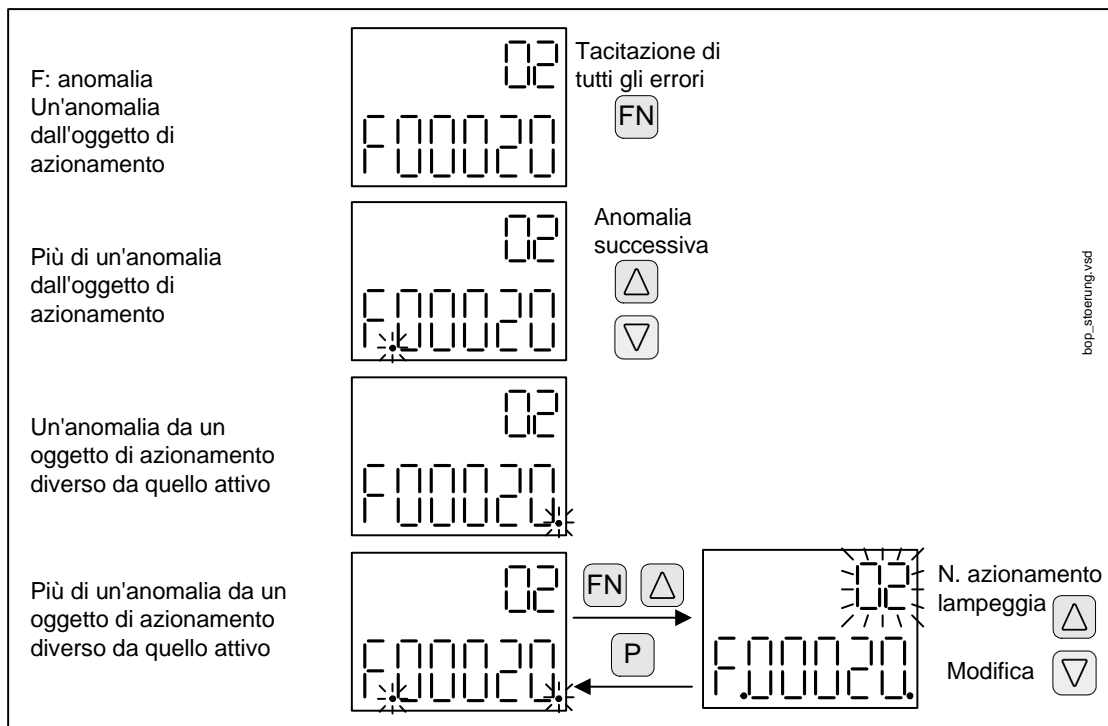 F: anomalia
Un'anomalia
dall'oggetto di
azionamento
02
F00020
Tacitazione di
tutti gli errori
FN
Più di un'anomalia
dall'oggetto di
azionamento
02
F.00020
Anomalia
successiva
Un'anomalia da un
oggetto di azionamento
diverso da quello attivo
02
F00020.
Più di un'anomalia da un
oggetto di azionamento
diverso da quello attivo
02
F.00020.
FN
P
02
F.00020.
N. azionamento
lampeggia
Modifica
bop_stoerung.vsd